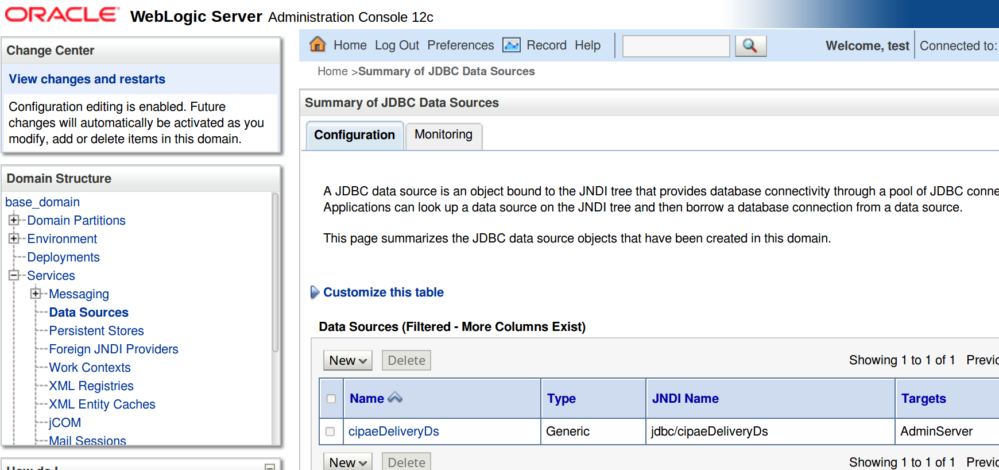 ORACLE WebLogic Server Administration Console 12c
Change Center
View changes and restarts
Configuration editing is enabled. Future
changes will automatically be activated as you
modify, add or delete items in this domain.
Domain Structure
base_domain
Domain Partitions
Environment
Deployments
Services
Messaging
Data Sources
Persistent Stores
Foreign JNDI Providers
Work Contexts
XML Registries
XML Entity Caches
jCOM
Mail Sessions
How do I
Home Log Out Preferences Record Help
Welcome, test Connected to:
Home >Summary of JDBC Data Sources
Summary of JDBC Data Sources
Configuration Monitoring
A JDBC data source is an object bound to the JNDI tree that provides database connectivity through a pool of JDBC conne
Applications can look up a data source on the JNDI tree and then borrow a database connection from a data source.
This page summarizes the JDBC data source objects that have been created in this domain.
Customize this table
Data Sources (Filtered - More Columns Exist)
New Delete Showing 1 to 1 of 1 Previo
Name Type JNDI Name Targets
cipaeDeliveryDs Generic jdbc/cipaeDeliveryDs AdminServer
New Delete Showing 1 to 1 of 1 Previo